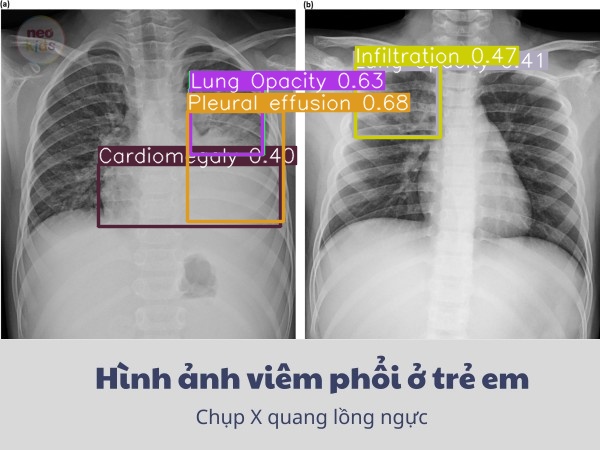 (a)
(b)
neo
kids
Infiltration 0.47
41
Lung Opacity 0.63
Pleural effusion 0.68
Cardiomegaly 0.40
Hình ảnh viêm phổi ở trẻ em
Chụp X quang lồng ngực